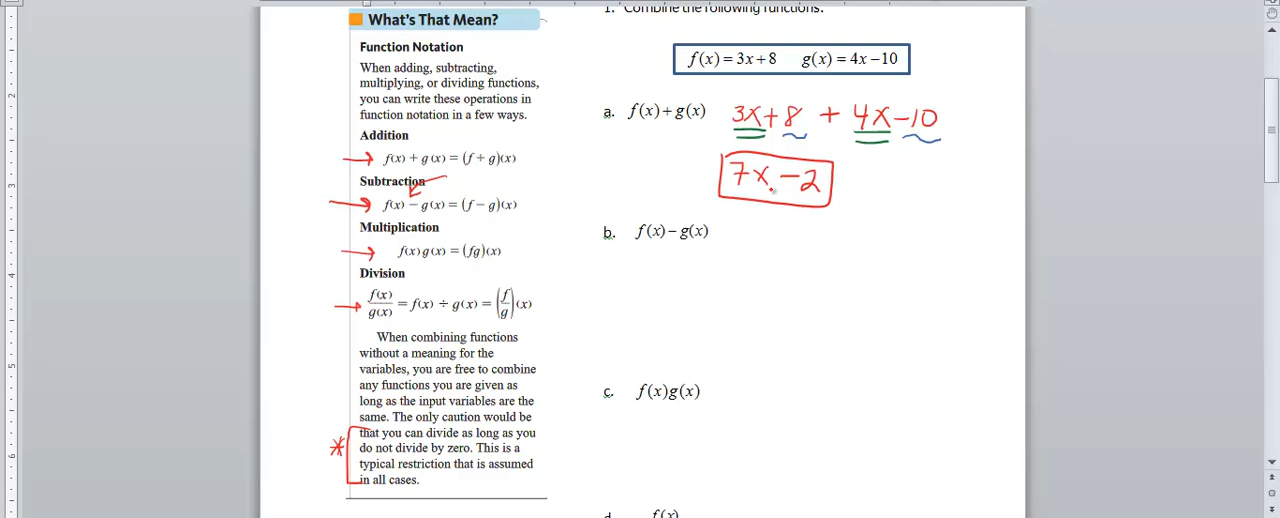 What's That Mean?
Function Notation
When adding, subtracting,
multiplying, or dividing functions,
you can write these operations in
function notation in a few ways.
Addition
f(x) + g(x) = (f + g)(x)
Subtraction
f(x) − g(x) = (f − g)(x)
Multiplication
f(x)g(x) = (fg)(x)
Division
f(x)/g(x) = f(x) ÷ g(x) = (f/g)(x)
When combining functions
without a meaning for the
variables, you are free to combine
any functions you are given as
long as the input variables are
the same. The only caution would be
that you can divide as long as you
do not divide by zero. This is a
typical restriction that is assumed
in all cases.
1. Combine the following functions.
f(x) = 3x + 8 g(x) = 4x − 10
a. f(x) + g(x) 3x + 8 + 4x − 10
7x − 2
b. f(x) − g(x)
c. f(x)g(x)
d. f(x)
2
3
4
5
6